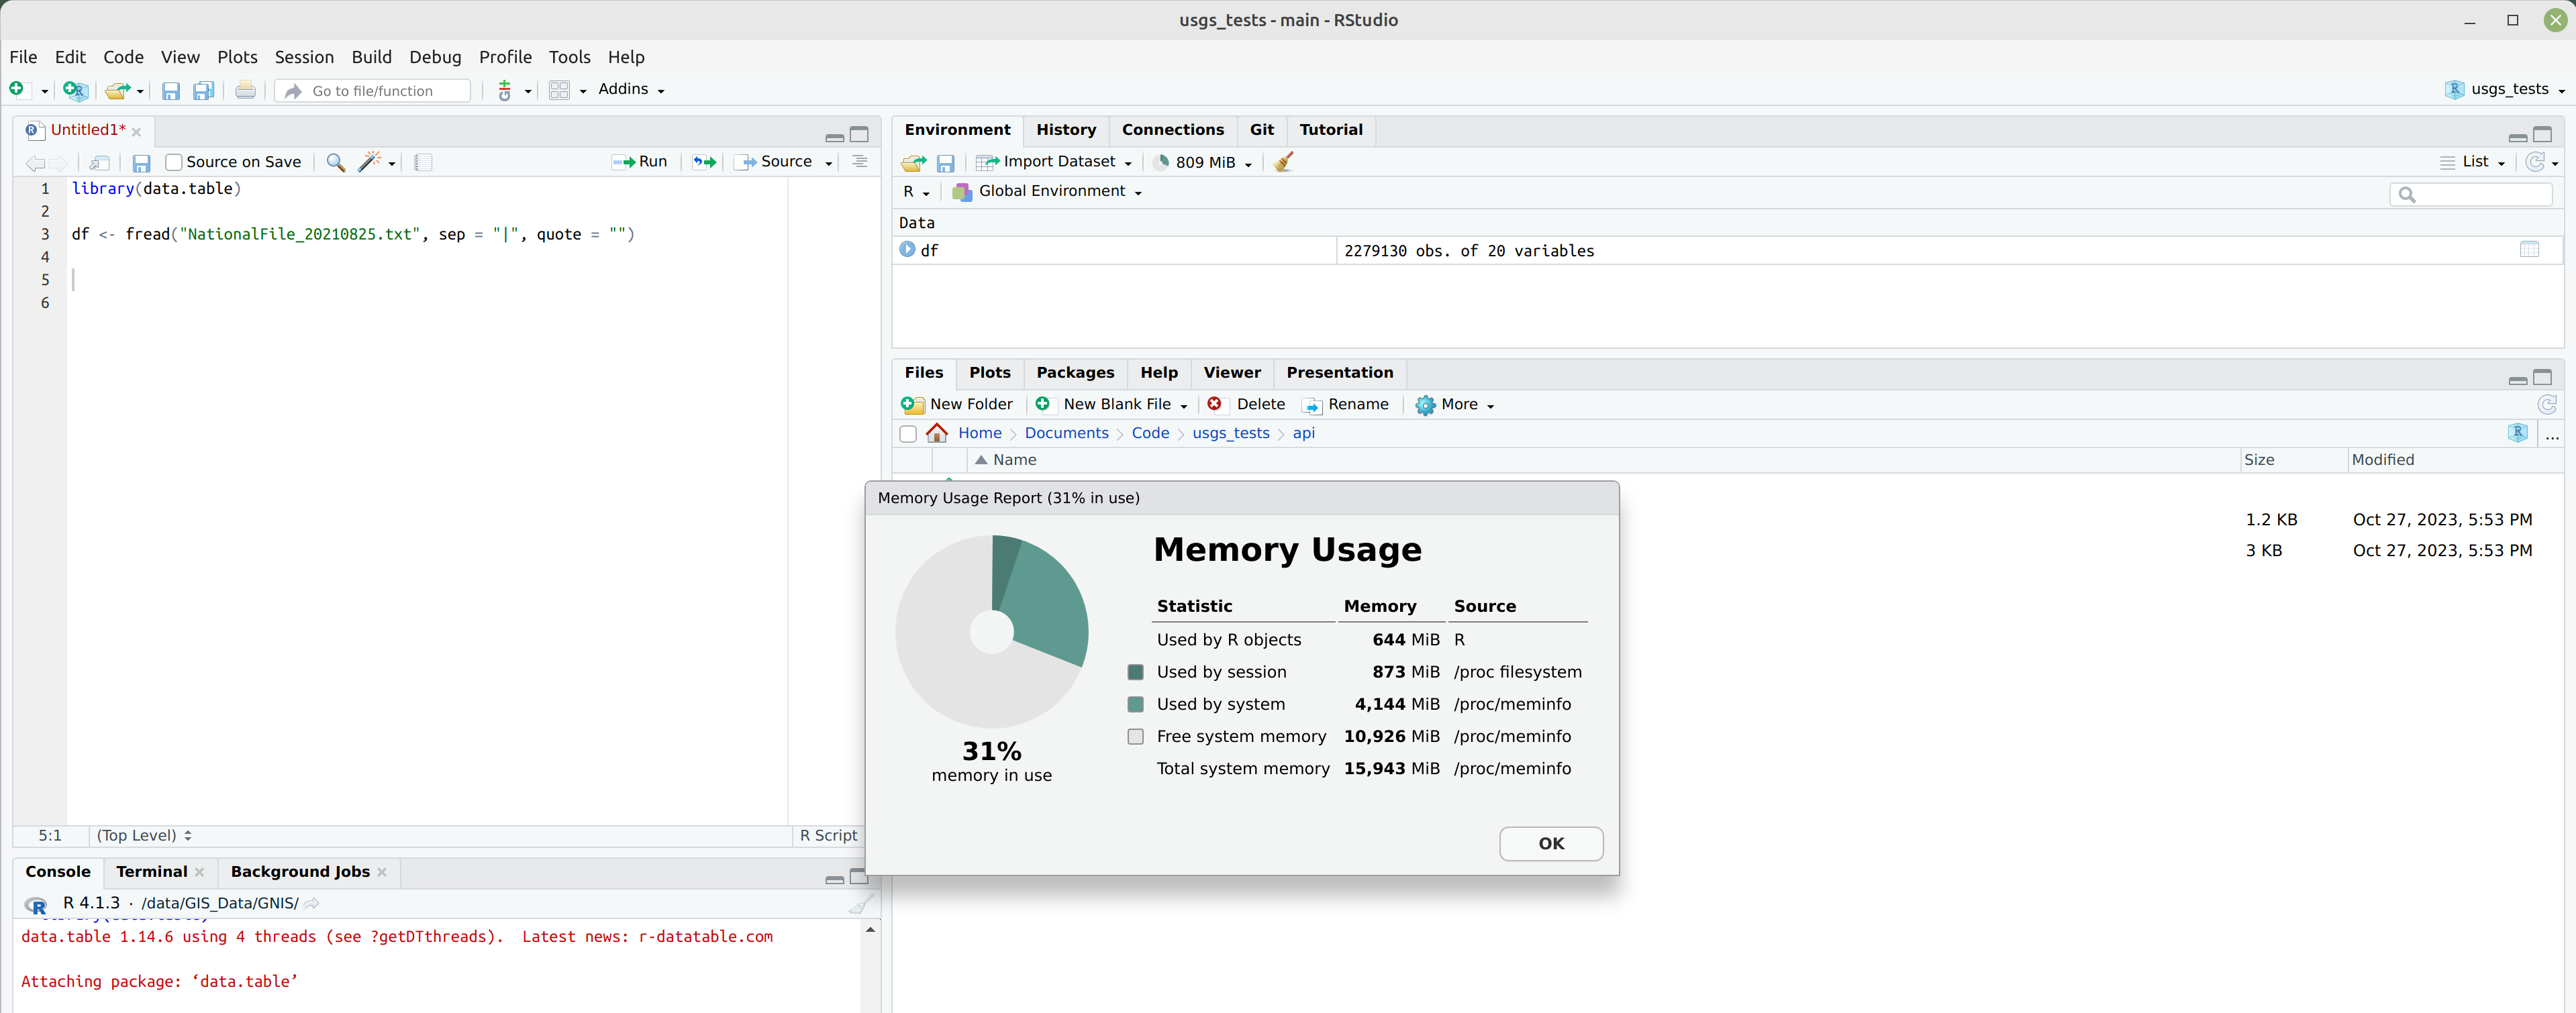 usgs_tests - main - RStudio
File Edit Code View Plots Session Build Debug Profile Tools Help
Go to file/function
Addins
usgs_tests
Untitled1*
Source on Save
Run
Source
1 library(data.table)
2
3 df <- fread("NationalFile_20210825.txt", sep = "|", quote = "")
4
5
6
5:1 (Top Level) R Script
Console Terminal Background Jobs
R 4.1.3 · /data/GIS_Data/GNIS/
data.table 1.14.6 using 4 threads (see ?getDTthreads).  Latest news: r-datatable.com
Attaching package: ‘data.table’
Environment History Connections Git Tutorial
Import Dataset 809 MiB List
R Global Environment
Data
df 2279130 obs. of 20 variables
Files Plots Packages Help Viewer Presentation
New Folder New Blank File Delete Rename More
Home Documents Code usgs_tests api
...
Name Size Modified
1.2 KB Oct 27, 2023, 5:53 PM
3 KB Oct 27, 2023, 5:53 PM
Memory Usage Report (31% in use)
Memory Usage
Statistic Memory Source
Used by R objects 644 MiB R
Used by session 873 MiB /proc filesystem
Used by system 4,144 MiB /proc/meminfo
Free system memory 10,926 MiB /proc/meminfo
Total system memory 15,943 MiB /proc/meminfo
31%
memory in use
OK